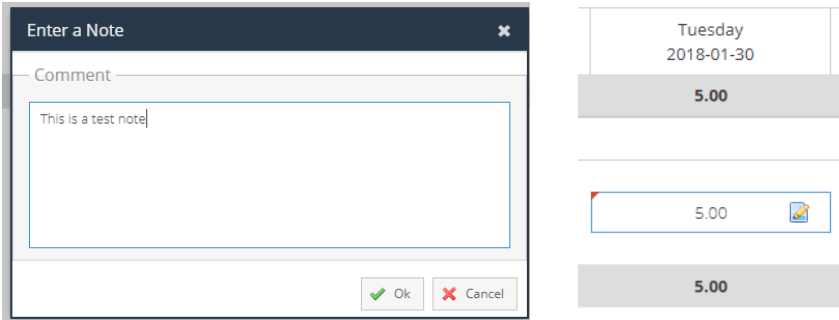 Enter a Note
Comment
This is a test note
Ok
Cancel
Tuesday
2018-01-30
5.00
5.00
5.00